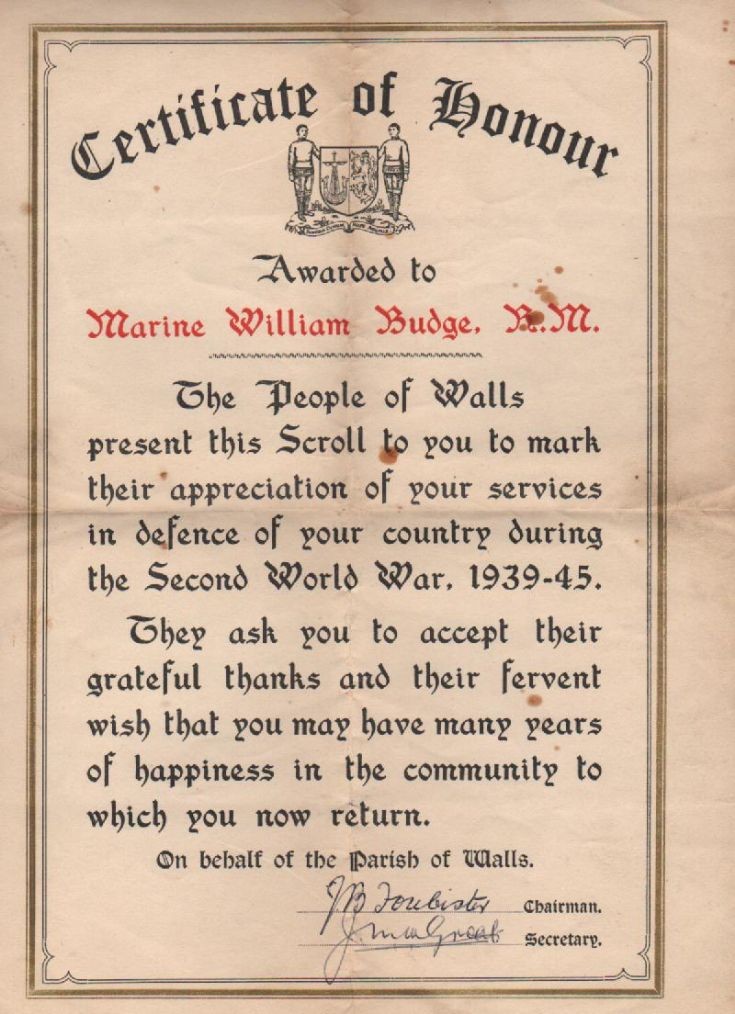 Certificate of Honour
Awarded to
Marine William Budge, R.M.
The People of Walls
present this Scroll to you to mark
their appreciation of your services
in defence of your country during
the Second World War, 1939-45.
They ask you to accept their
grateful thanks and their fervent
wish that you may have many years
of happiness in the community to
which you now return.
On behalf of the Parish of Walls.
J B Foubister Chairman.
Secretary.